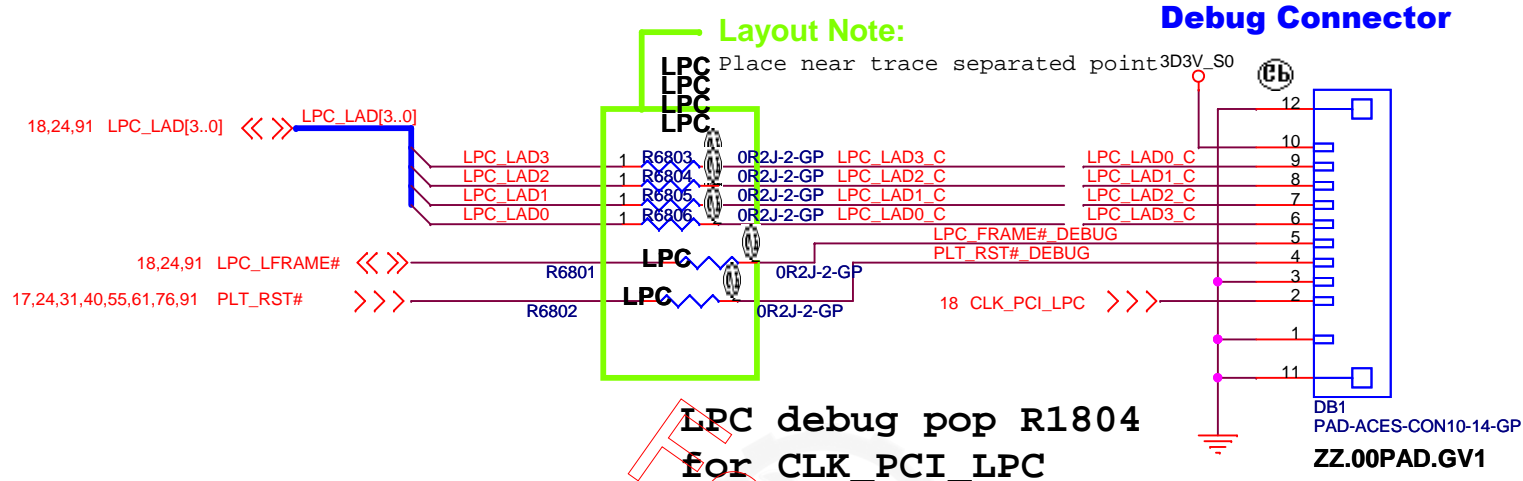 Debug Connector
Layout Note:
Place near trace separated point
3D3V_S0
LPC
LPC
LPC
LPC
18,24,91 LPC_LAD[3..0]
LPC_LAD[3..0]
12
10
LPC_LAD3 1 R6803 0R2J-2-GP LPC_LAD3_C LPC_LAD0_C 9
LPC_LAD2 1 R6804 0R2J-2-GP LPC_LAD2_C LPC_LAD1_C 8
LPC_LAD1 1 R6805 0R2J-2-GP LPC_LAD1_C LPC_LAD2_C 7
LPC_LAD0 1 R6806 0R2J-2-GP LPC_LAD0_C LPC_LAD3_C 6
LPC_FRAME#_DEBUG 5
18,24,91 LPC_LFRAME# R6801 LPC 0R2J-2-GP
PLT_RST#_DEBUG 4
3
17,24,31,40,55,61,76,91 PLT_RST# R6802 LPC 0R2J-2-GP
18 CLK_PCI_LPC 2
1
11
DB1
PAD-ACES-CON10-14-GP
ZZ.00PAD.GV1
LPC debug pop R1804
for CLK_PCI_LPC